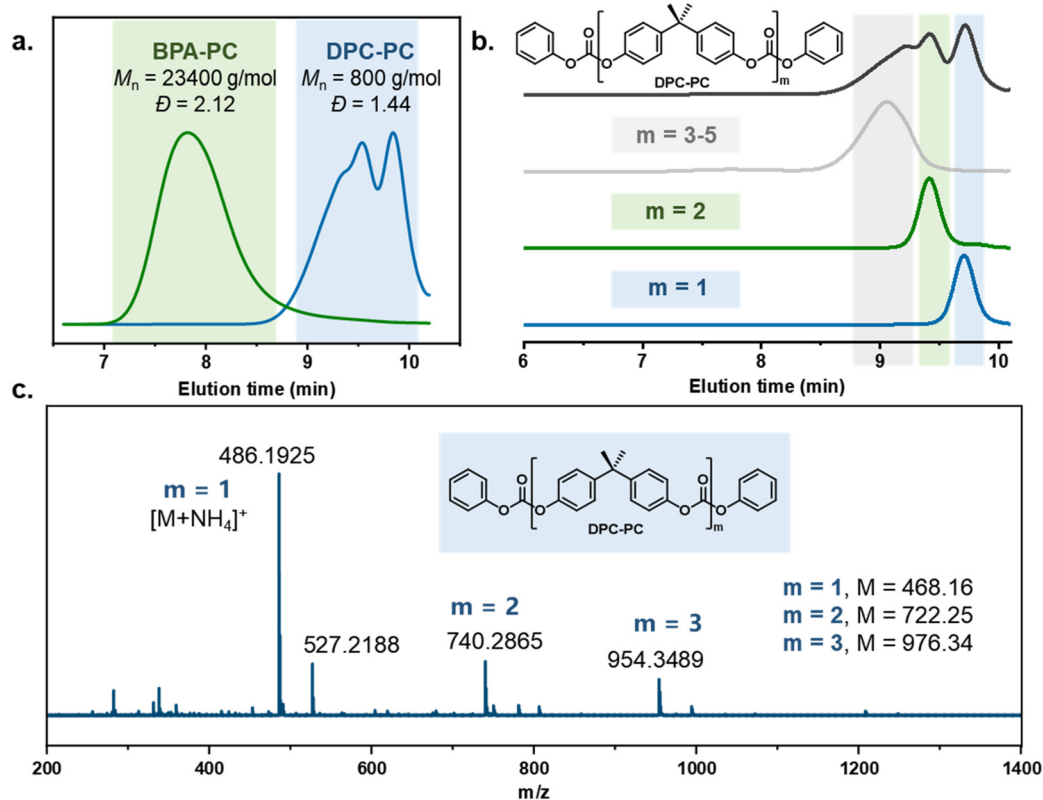 a.
BPA-PC
Mn = 23400 g/mol
Đ = 2.12
DPC-PC
Mn = 800 g/mol
Đ = 1.44
7
8
9
10
Elution time (min)
b.
O
O
O
O
O
O
m
DPC-PC
m = 3-5
m = 2
m = 1
6
7
8
9
10
Elution time (min)
c.
486.1925
m = 1
[M+NH4]+
527.2188
m = 2
740.2865
m = 3
954.3489
O
O
O
O
O
O
m
DPC-PC
m = 1, M = 468.16
m = 2, M = 722.25
m = 3, M = 976.34
200
400
600
800
1000
1200
1400
m/z